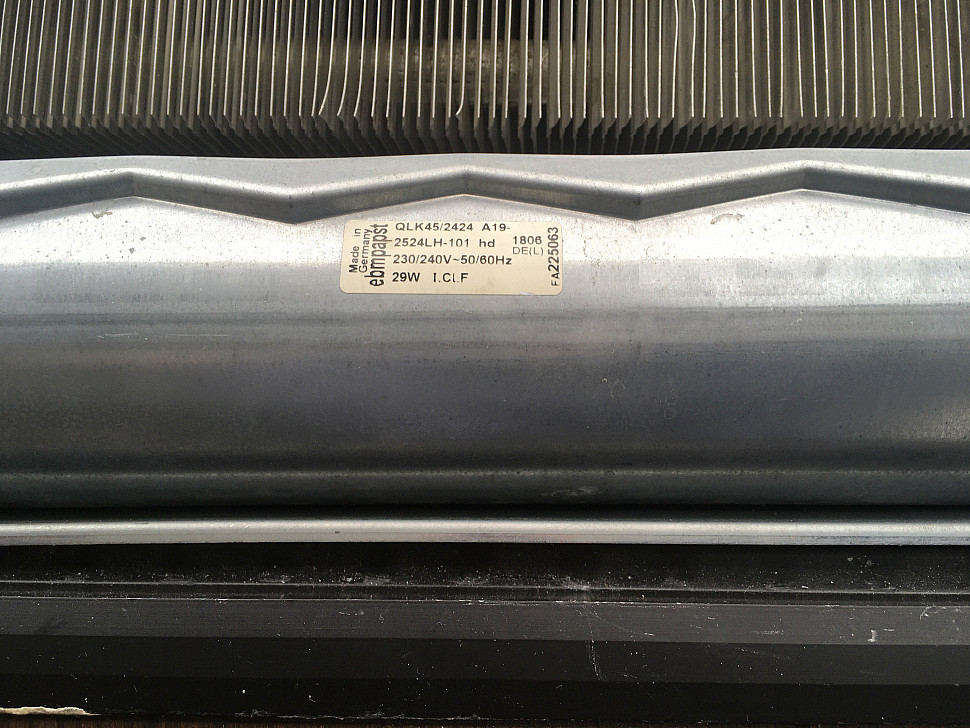 Made in
Germany
ebmpapst
QLK45/2424 A19-
2524LH-101 hd
1806
DE(L)
230/240V~50/60Hz
29W I.Cl.F
FA225063